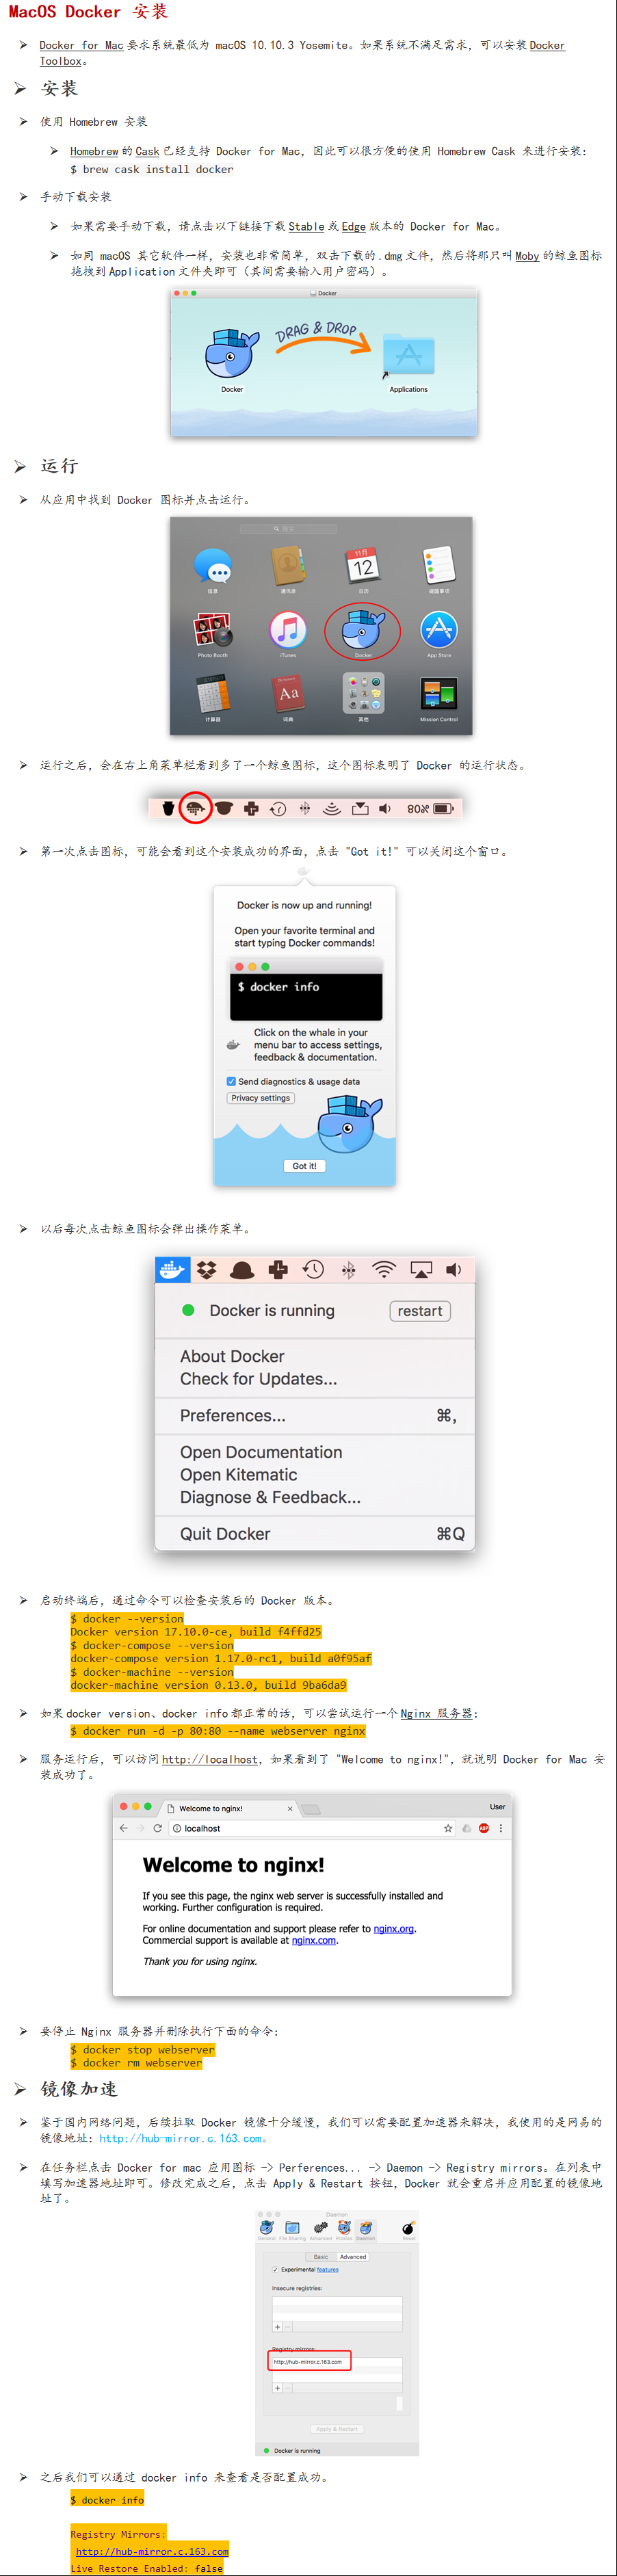 MacOS Docker 安装
Docker for Mac 要求系统最低为 macOS 10.10.3 Yosemite。如果系统不满足需求，可以安装 Docker
Toolbox。
安装
使用 Homebrew 安装
Homebrew 的 Cask 已经支持 Docker for Mac，因此可以很方便的使用 Homebrew Cask 来进行安装：
$ brew cask install docker
手动下载安装
如果需要手动下载，请点击以下链接下载 Stable 或 Edge 版本的 Docker for Mac。
如同 macOS 其它软件一样，安装也非常简单，双击下载的 .dmg 文件，然后将那只叫 Moby 的鲸鱼图标
拖拽到 Application 文件夹即可（其间需要输入用户密码）。
Docker
DRAG & DROP
Docker
Applications
运行
从应用中找到 Docker 图标并点击运行。
11月
12
信息
通讯录
日历
提醒事项
Photo Booth
iTunes
Docker
App Store
Aa
计算器
词典
其他
Mission Control
运行之后，会在右上角菜单栏看到多了一个鲸鱼图标，这个图标表明了 Docker 的运行状态。
80%
第一次点击图标，可能会看到这个安装成功的界面，点击 "Got it!" 可以关闭这个窗口。
Docker is now up and running!
Open your favorite terminal and
start typing Docker commands!
$ docker info
Click on the whale in your
menu bar to access settings,
feedback & documentation.
Send diagnostics & usage data
Privacy settings
Got it!
以后每次点击鲸鱼图标会弹出操作菜单。
Docker is running
restart
About Docker
Check for Updates...
Preferences... ⌘,
Open Documentation
Open Kitematic
Diagnose & Feedback...
Quit Docker ⌘Q
启动终端后，通过命令可以检查安装后的 Docker 版本。
$ docker --version
Docker version 17.10.0-ce, build f4ffd25
$ docker-compose --version
docker-compose version 1.17.0-rc1, build a0f95af
$ docker-machine --version
docker-machine version 0.13.0, build 9ba6da9
如果 docker version、docker info 都正常的话，可以尝试运行一个 Nginx 服务器：
$ docker run -d -p 80:80 --name webserver nginx
服务运行后，可以访问 http://localhost，如果看到了 "Welcome to nginx!"，就说明 Docker for Mac 安
装成功了。
Welcome to nginx!
User
localhost
ABP
Welcome to nginx!
If you see this page, the nginx web server is successfully installed and
working. Further configuration is required.
For online documentation and support please refer to nginx.org.
Commercial support is available at nginx.com.
Thank you for using nginx.
要停止 Nginx 服务器并删除执行下面的命令：
$ docker stop webserver
$ docker rm webserver
镜像加速
鉴于国内网络问题，后续拉取 Docker 镜像十分缓慢，我们可以需要配置加速器来解决，我使用的是网易的
镜像地址：http://hub-mirror.c.163.com。
在任务栏点击 Docker for mac 应用图标 -> Perferences... -> Daemon -> Registry mirrors。在列表中
填写加速器地址即可。修改完成之后，点击 Apply & Restart 按钮，Docker 就会重启并应用配置的镜像地
址了。
Daemon
General
File Sharing
Advanced
Proxies
Daemon
Reset
Basic
Advanced
Experimental features
Insecure registries:
Registry mirrors:
http://hub-mirror.c.163.com
Apply & Restart
Docker is running
之后我们可以通过 docker info 来查看是否配置成功。
$ docker info
Registry Mirrors:
http://hub-mirror.c.163.com
Live Restore Enabled: false